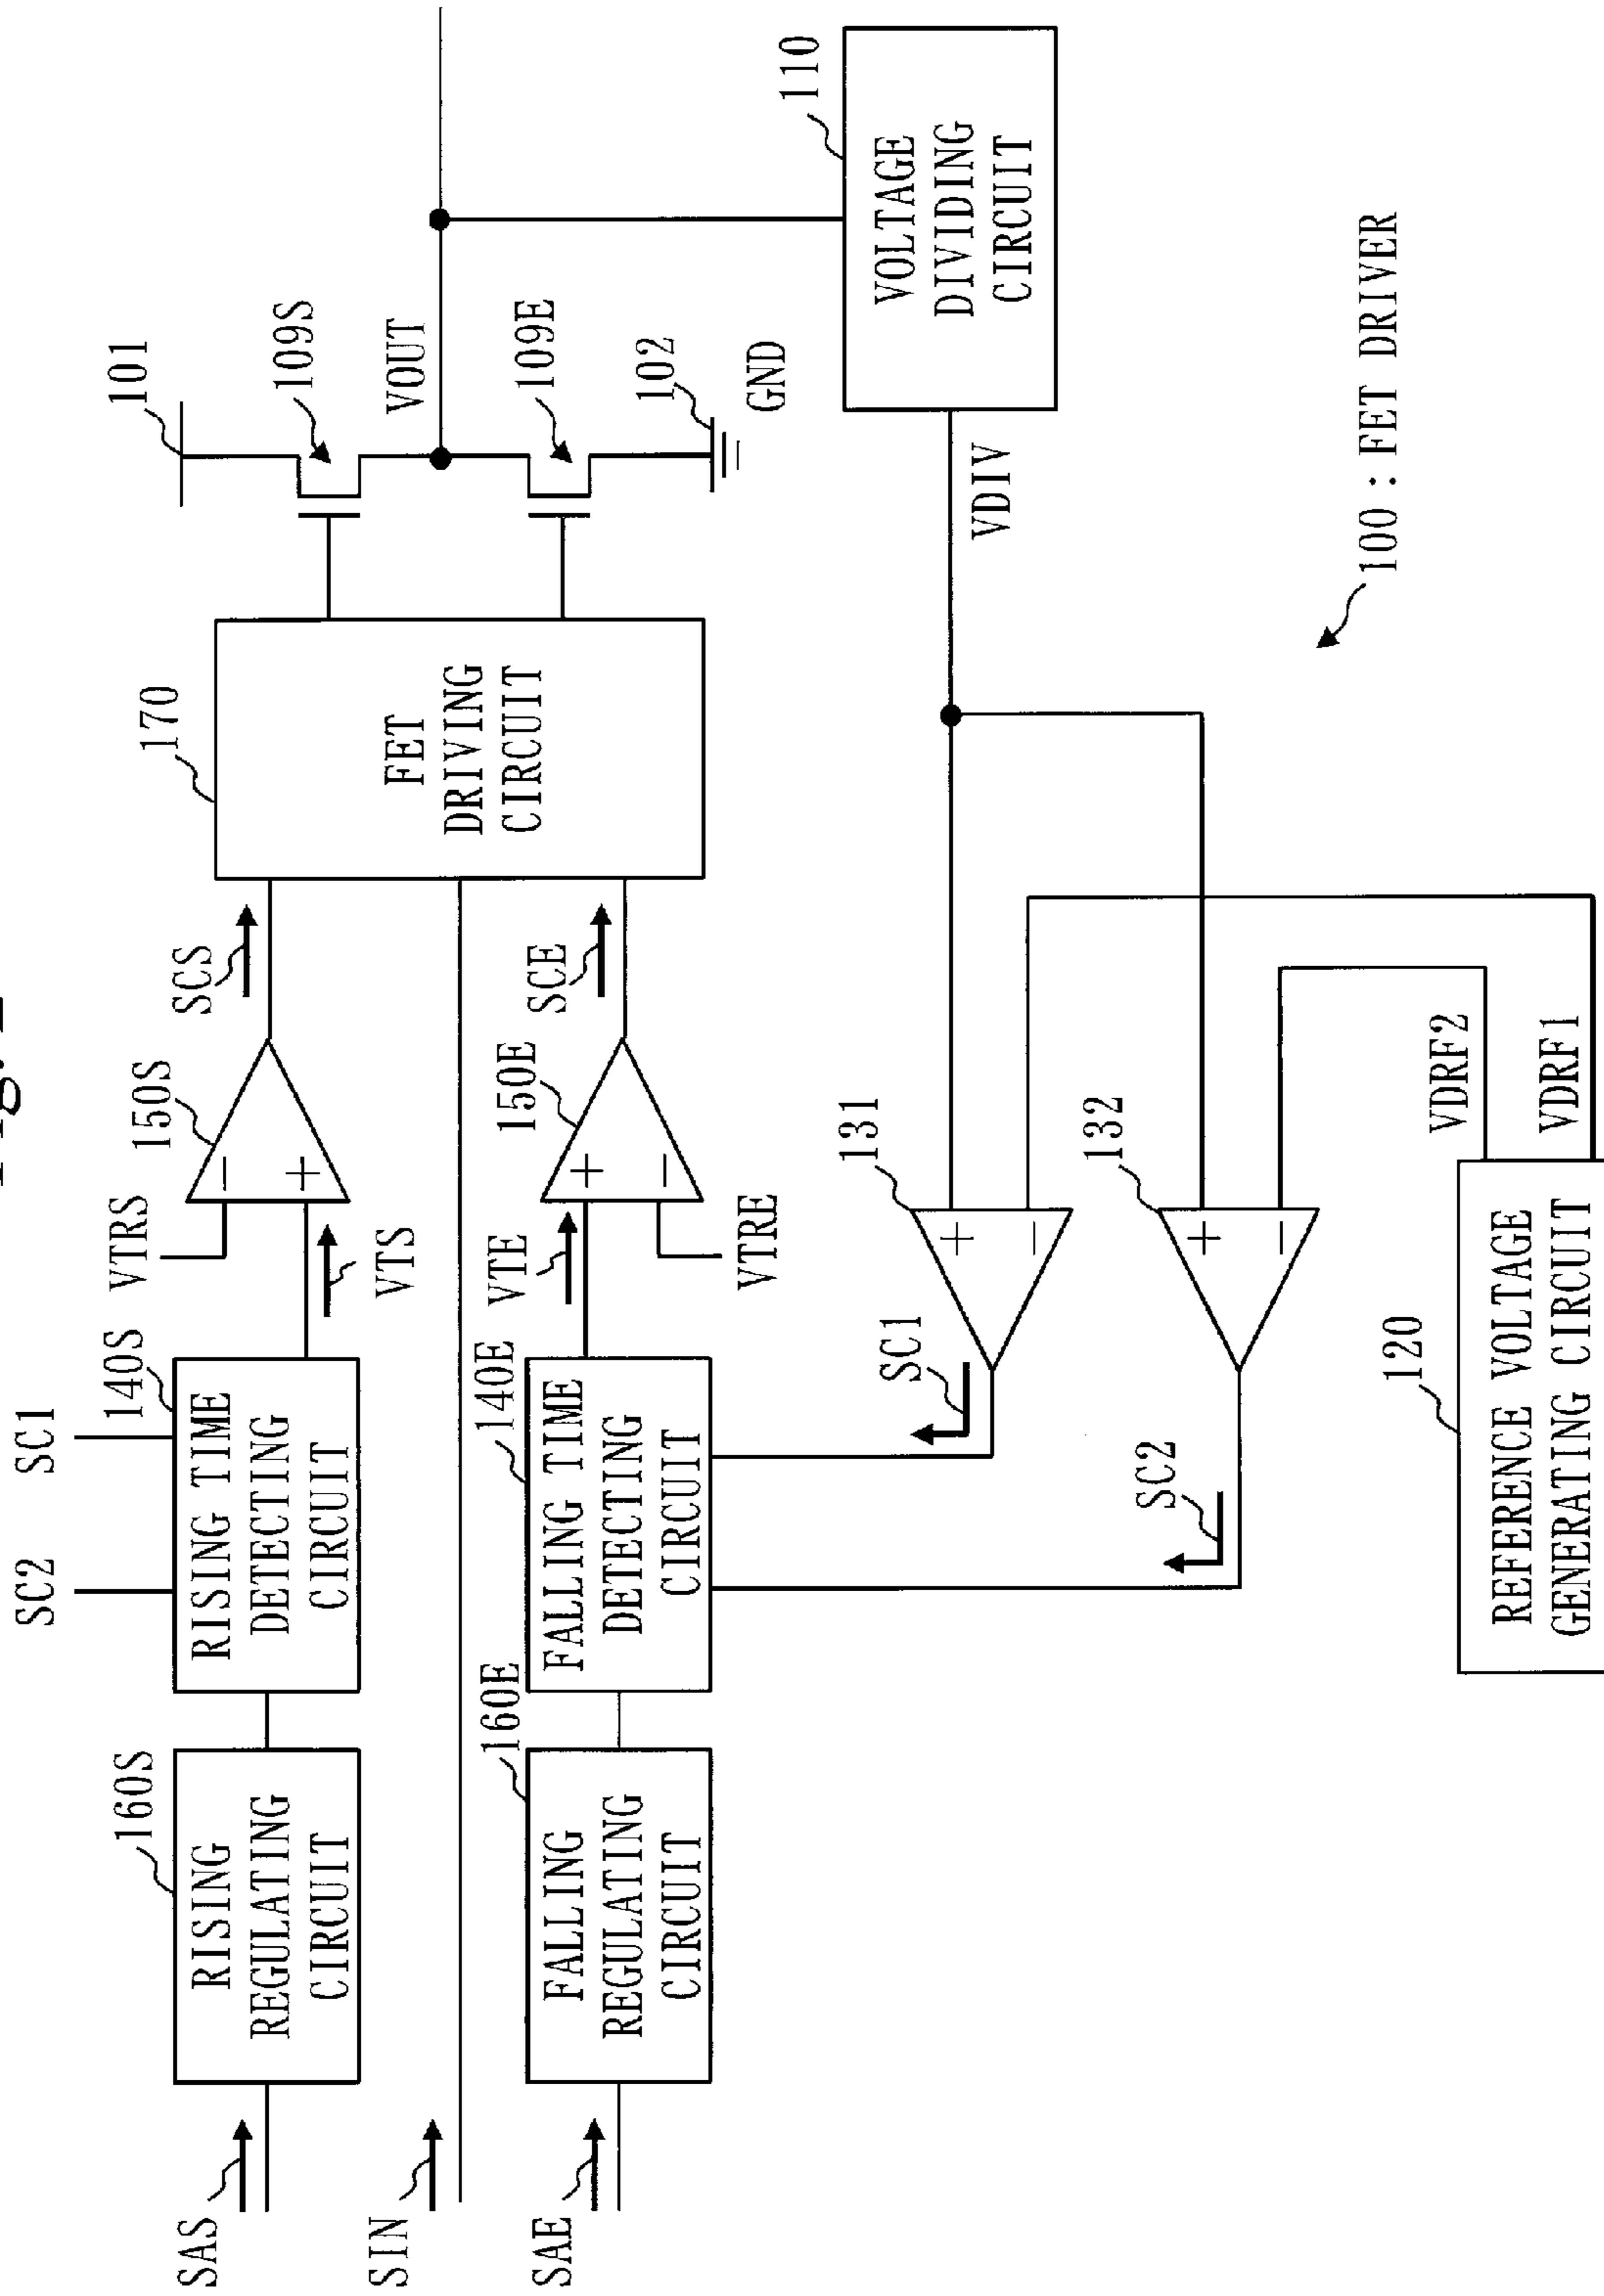 SC2
SC1
160S
140S
VTRS
150S
SCS
170
101
SAS
RISING
REGULATING
CIRCUIT
RISING TIME
DETECTING
CIRCUIT
-
+
VTS
109S
SIN
FET
DRIVING
CIRCUIT
VOUT
160E
140E
VTE
150E
SCE
109E
SAE
FALLING
REGULATING
CIRCUIT
FALLING TIME
DETECTING
CIRCUIT
+
-
VTRE
102
GND
SC1
131
110
+
-
VDIV
VOLTAGE
DIVIDING
CIRCUIT
SC2
132
+
-
120
VDRF2
VDRF1
100 : FET DRIVER
REFERENCE VOLTAGE
GENERATING CIRCUIT